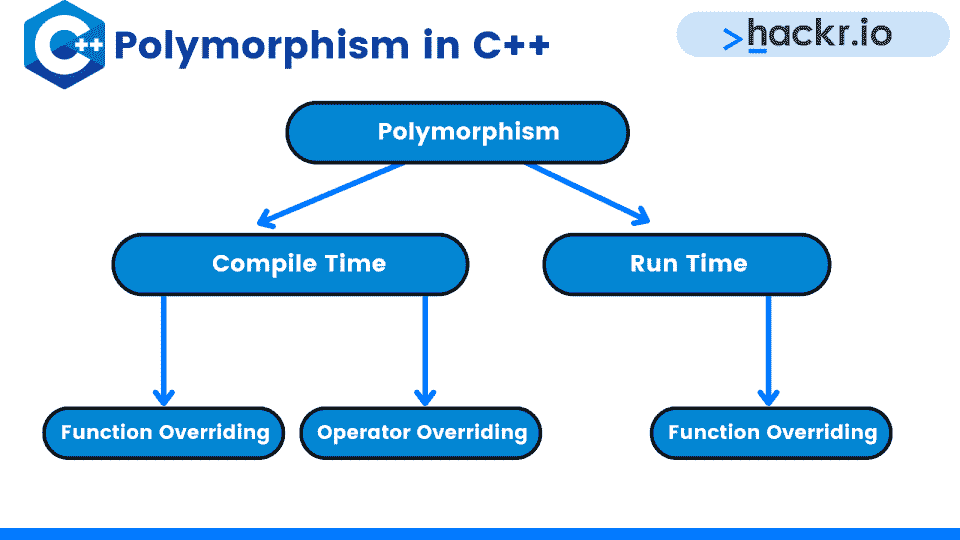 C++
Polymorphism in C++
>hackr.io
Polymorphism
Compile Time
Run Time
Function Overriding
Operator Overriding
Function Overriding